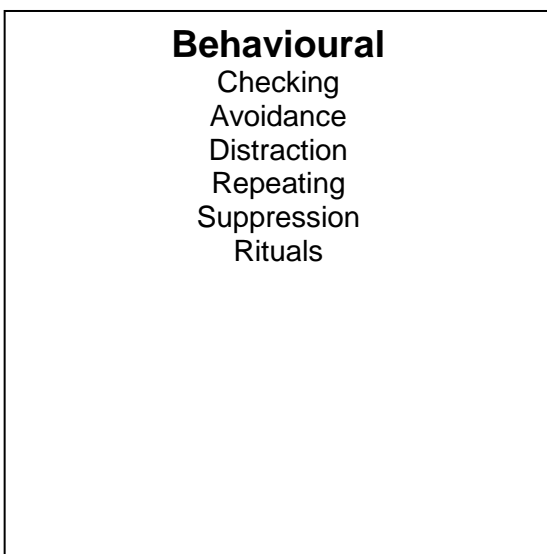 Behavioural
Checking
Avoidance
Distraction
Repeating
Suppression
Rituals